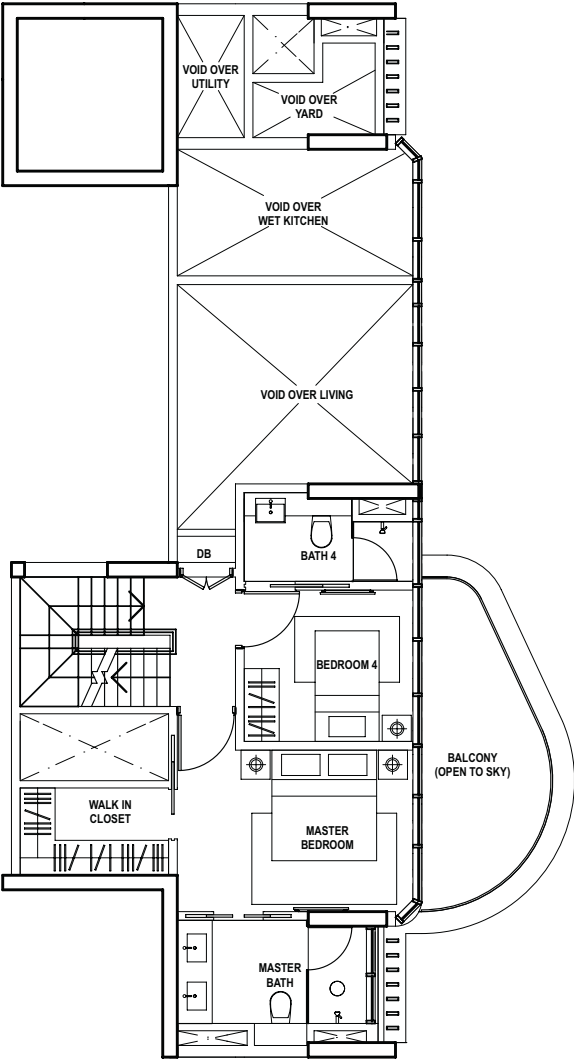 VOID OVER
UTILITY
VOID OVER
YARD
VOID OVER
WET KITCHEN
VOID OVER LIVING
DB
BATH 4
BEDROOM 4
BALCONY
(OPEN TO SKY)
WALK IN
CLOSET
MASTER
BEDROOM
MASTER
BATH